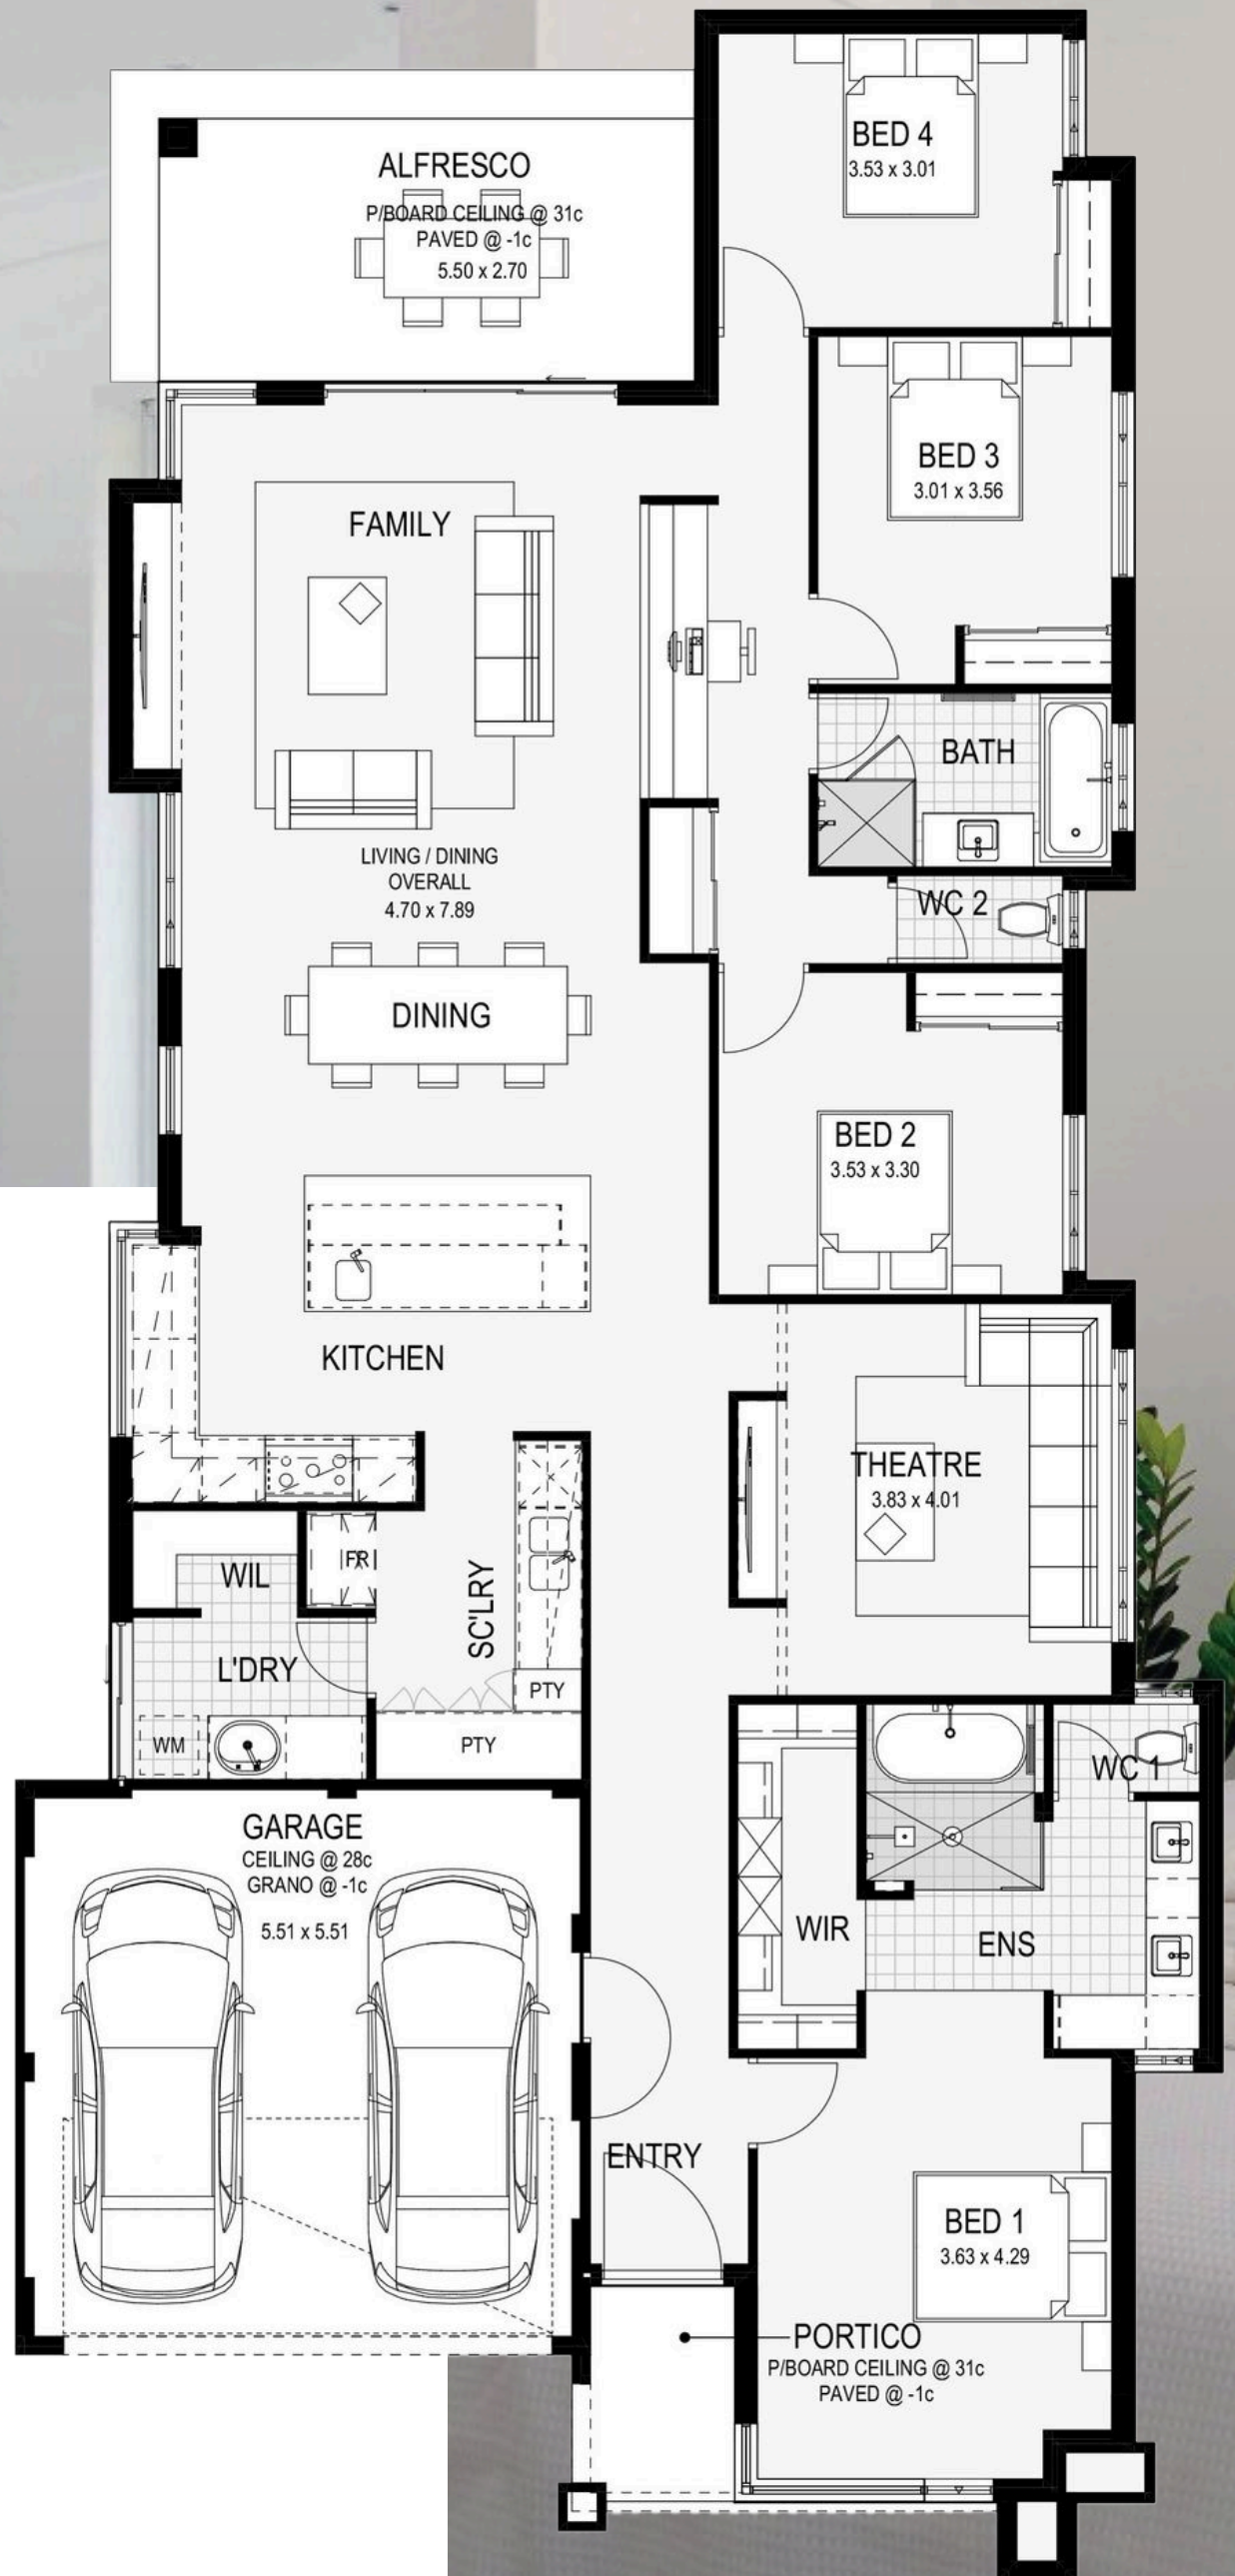 BED 4
3.53 x 3.01
ALFRESCO
P/BOARD CEILING @ 31c
PAVED @ -1c
5.50 x 2.70
BED 3
3.01 x 3.56
FAMILY
BATH
LIVING / DINING
OVERALL
4.70 x 7.89
WC 2
DINING
BED 2
3.53 x 3.30
KITCHEN
THEATRE
3.83 x 4.01
FR
WIL
SC'LRY
L'DRY
PTY
WM
PTY
WC 1
GARAGE
CEILING @ 28c
GRANO @ -1c
5.51 x 5.51
WIR
ENS
ENTRY
BED 1
3.63 x 4.29
PORTICO
P/BOARD CEILING @ 31c
PAVED @ -1c